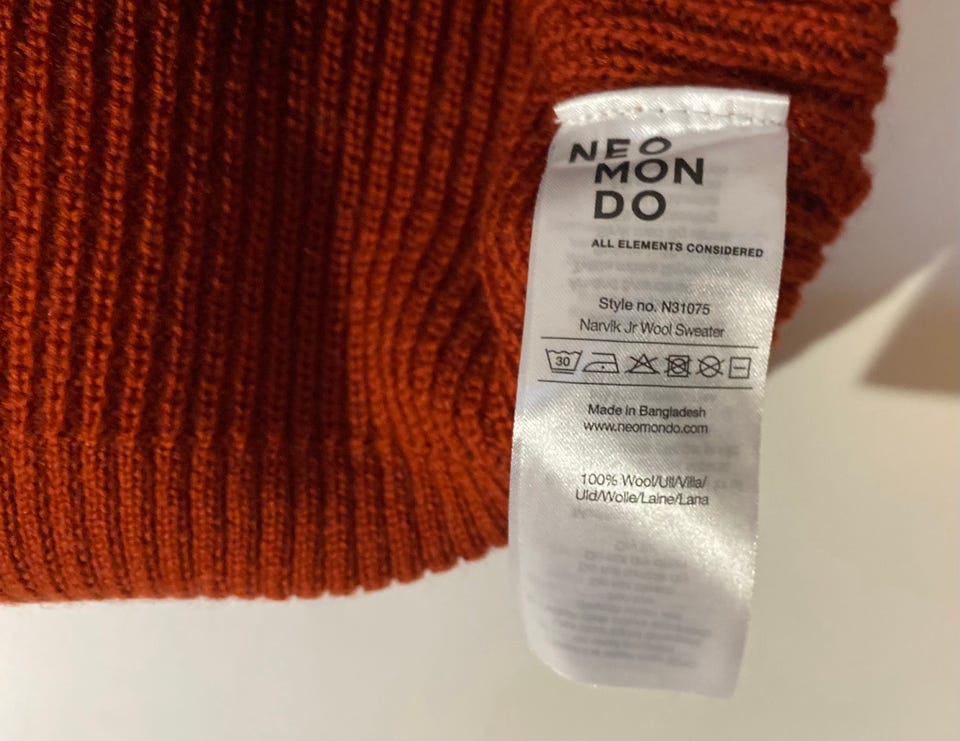 NEO
MON
DO
ALL ELEMENTS CONSIDERED
Style no. N31075
Narvik Jr Wool Sweater
30
Made in Bangladesh
www.neomondo.com
100% Wool/Ull/Villa/
Uld/Wolle/Laine/Lana